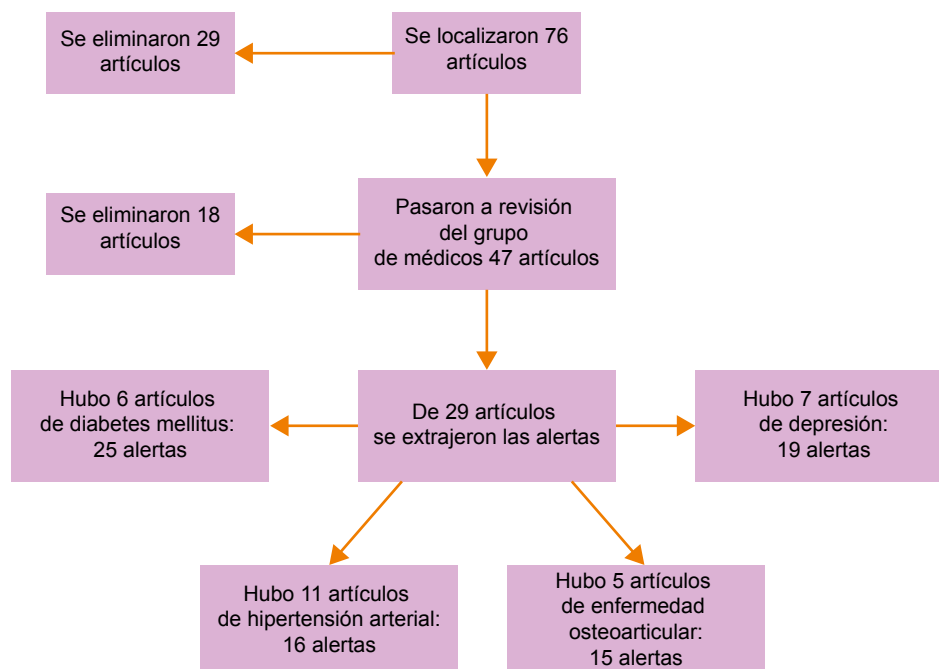 Se eliminaron 29
artículos
Se localizaron 76
artículos
Se eliminaron 18
artículos
Pasaron a revisión
del grupo
de médicos 47 artículos
Hubo 6 artículos
de diabetes mellitus:
25 alertas
De 29 artículos
se extrajeron las alertas
Hubo 7 artículos
de depresión:
19 alertas
Hubo 11 artículos
de hipertensión arterial:
16 alertas
Hubo 5 artículos
de enfermedad
osteoarticular:
15 alertas